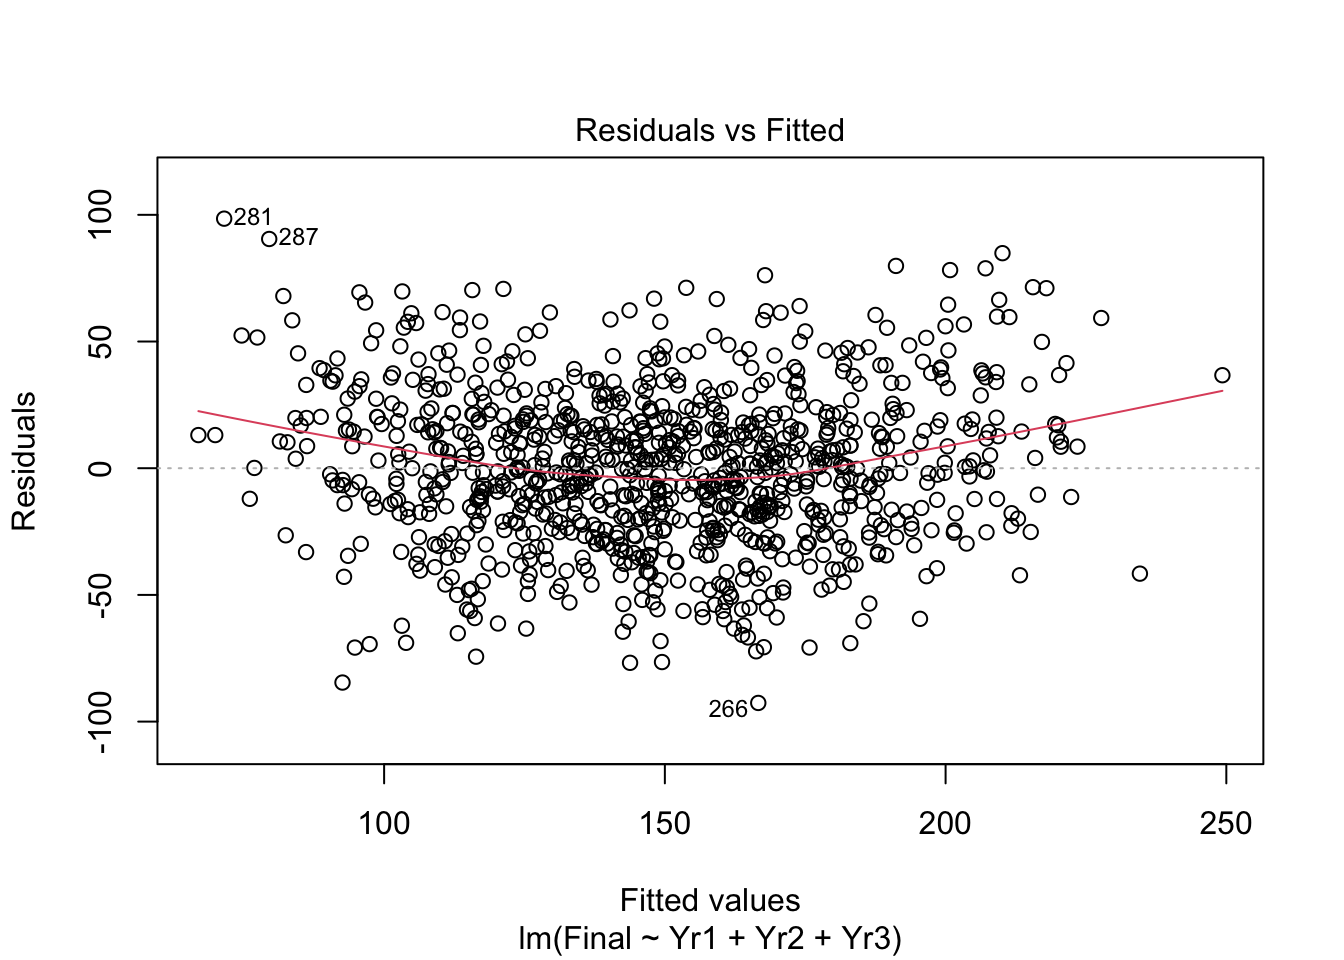 Residuals vs Fitted
Residuals
100
50
0
-50
-100
281
287
266
100 150 200 250
Fitted values
lm(Final ~ Yr1 + Yr2 + Yr3)